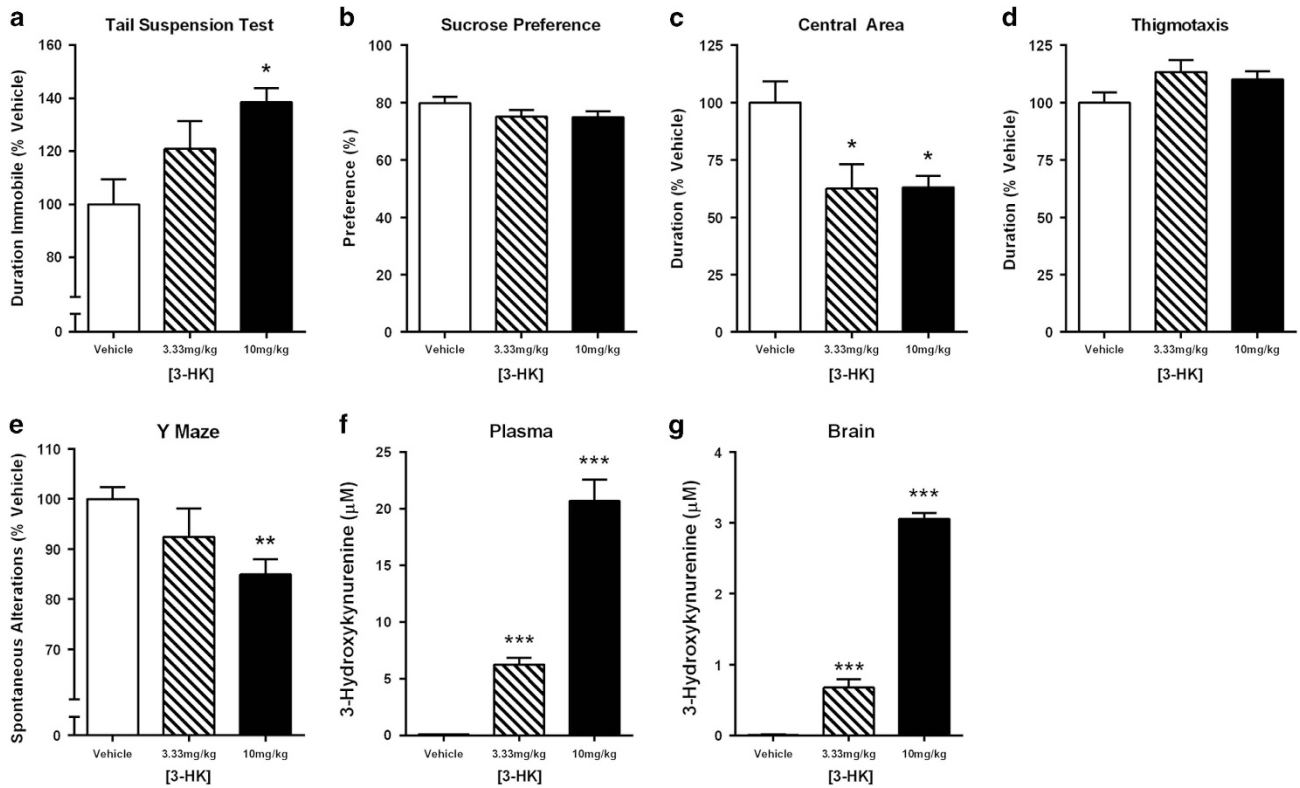 a
Tail Suspension Test
Duration Immobile (% Vehicle)
160
140
120
100
80
0
*
Vehicle 3.33mg/kg 10mg/kg
[3-HK]
b
Sucrose Preference
Preference (%)
100
80
60
40
20
0
Vehicle 3.33mg/kg 10mg/kg
[3-HK]
c
Central Area
Duration (% Vehicle)
125
100
75
50
25
0
* *
Vehicle 3.33mg/kg 10mg/kg
[3-HK]
d
Thigmotaxis
Duration (% Vehicle)
125
100
75
50
25
0
Vehicle 3.33mg/kg 10mg/kg
[3-HK]
e
Y Maze
Spontaneous Alterations (% Vehicle)
110
100
90
80
70
0
**
Vehicle 3.33mg/kg 10mg/kg
[3-HK]
f
Plasma
3-Hydroxykynurenine (μM)
25
20
15
10
5
0
*** ***
Vehicle 3.33mg/kg 10mg/kg
[3-HK]
g
Brain
3-Hydroxykynurenine (μM)
4
3
2
1
0
*** ***
Vehicle 3.33mg/kg 10mg/kg
[3-HK]